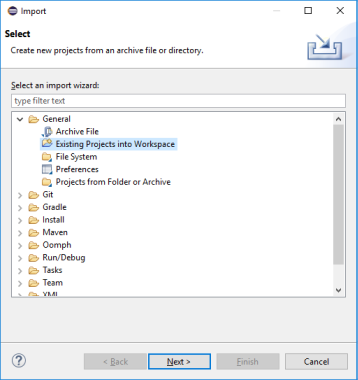 Import
Select
Create new projects from an archive file or directory.
Select an import wizard:
type filter text
General
Archive File
Existing Projects into Workspace
File System
Preferences
Projects from Folder or Archive
Git
Gradle
Install
Maven
Oomph
Run/Debug
Tasks
Team
XML
?
< Back
Next >
Finish
Cancel